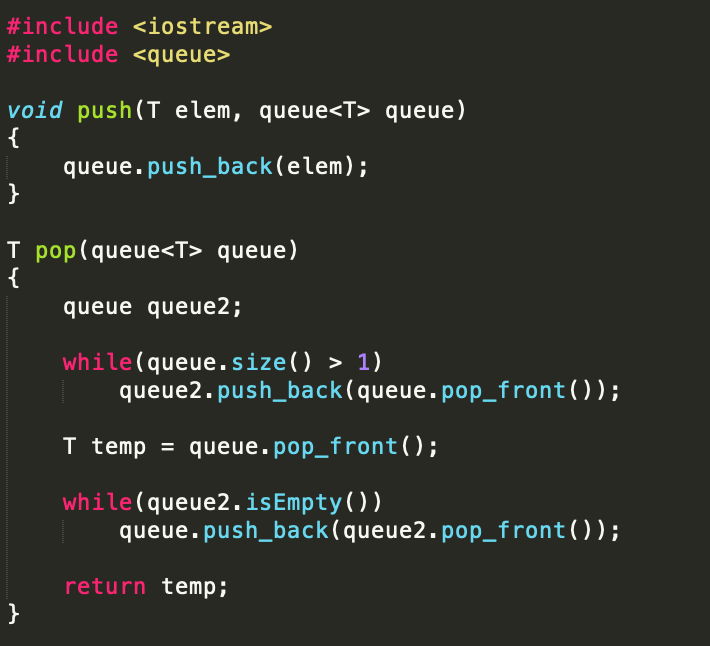 #include <iostream>
#include <queue>
void push(T elem, queue<T> queue)
{
queue.push_back(elem);
}
T pop(queue<T> queue)
{
queue queue2;
while(queue.size() > 1)
queue2.push_back(queue.pop_front());
T temp = queue.pop_front();
while(queue2.isEmpty())
queue.push_back(queue2.pop_front());
return temp;
}